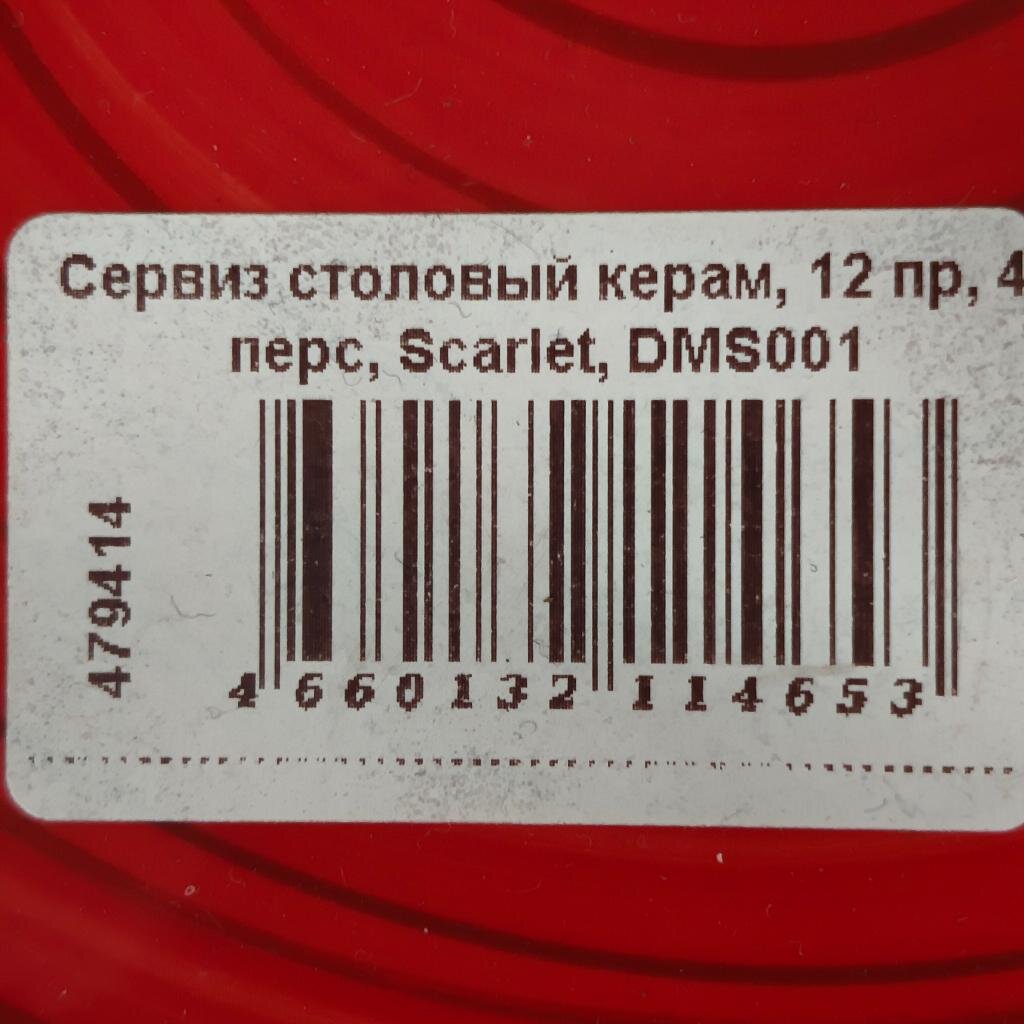 Сервиз столовый керам, 12 пр, 4
перс, Scarlet, DMS001
479414
4 660132 114653